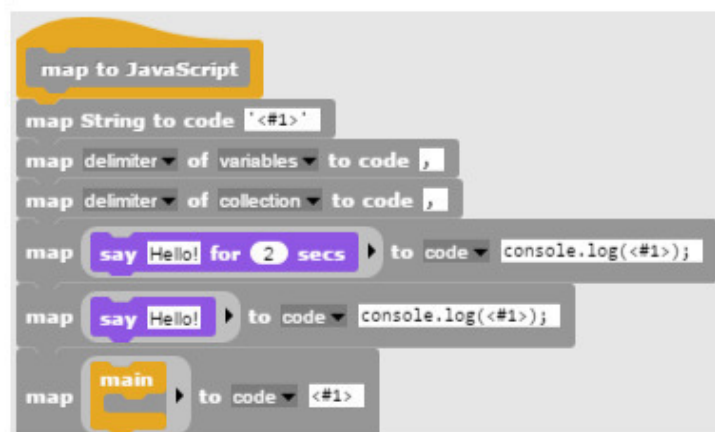 map to JavaScript
map String to code '<#1>'
map delimiter of variables to code ,
map delimiter of collection to code ,
map say Hello! for 2 secs to code console.log(<#1>);
map say Hello! to code console.log(<#1>);
main
map to code <#1>